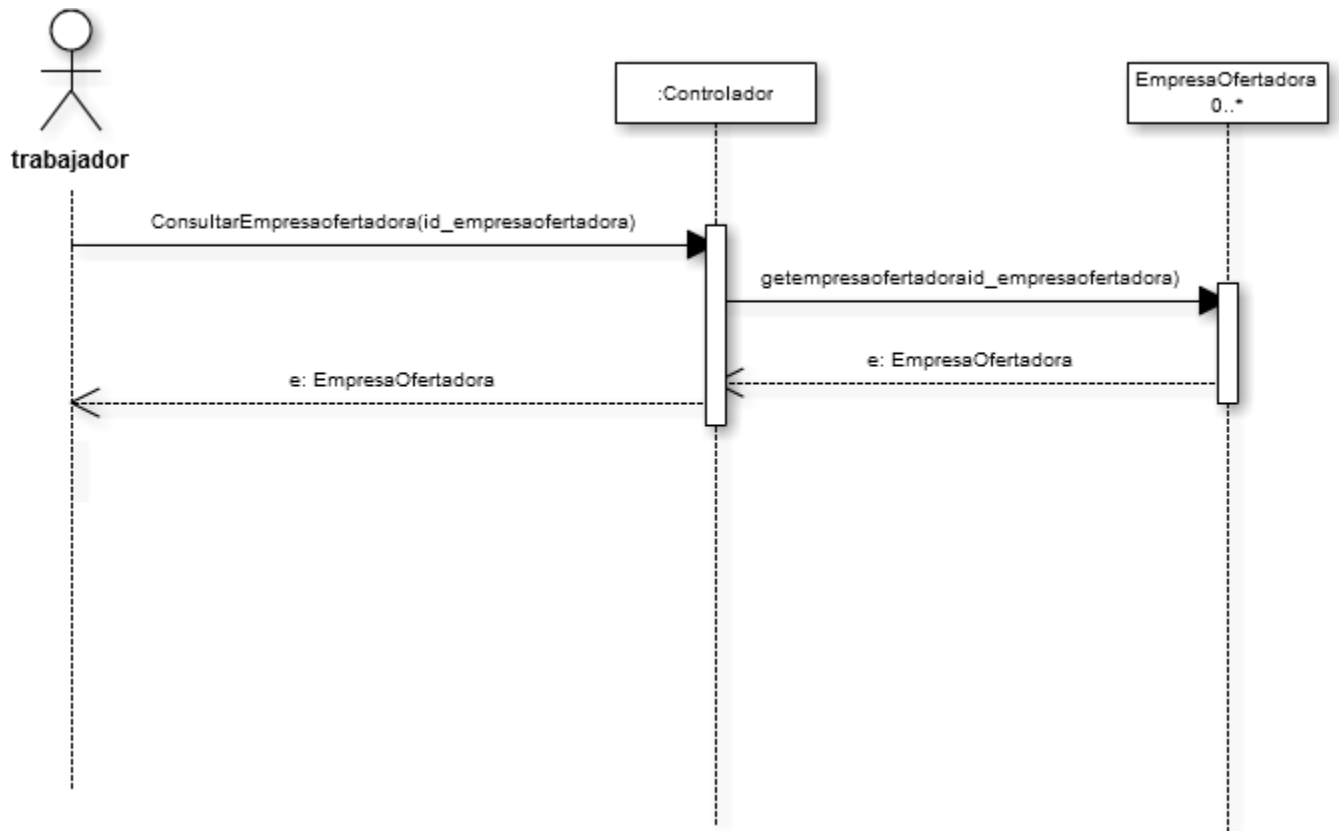 :Controlador
EmpresaOfertadora
0..*
trabajador
ConsultarEmpresaofertadora(id_empresaofertadora)
getempresaofertadoraid_empresaofertadora)
e: EmpresaOfertadora
e: EmpresaOfertadora